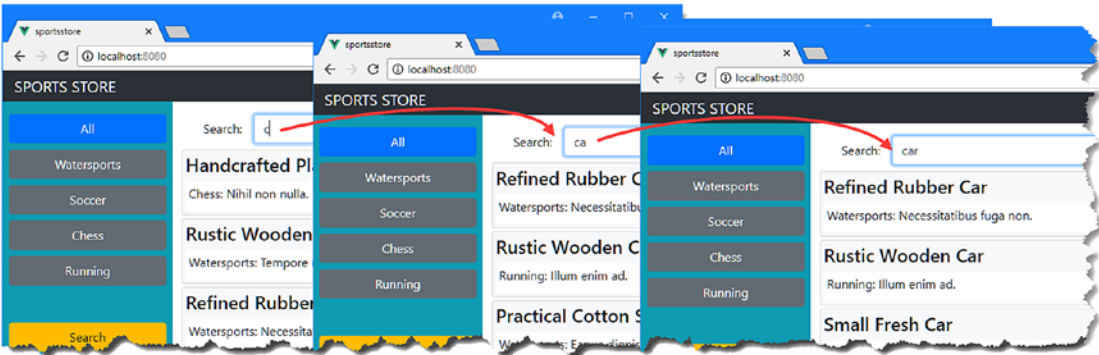 sportsstore
localhost:8080
SPORTS STORE
All
Watersports
Soccer
Chess
Running
Search
Search: c
Handcrafted
Chess: Nihil non nulla.
Rustic Wooden
Watersports: Tempore
Refined Rubber
Watersports:
sportsstore
localhost:8080
SPORTS STORE
All
Watersports
Soccer
Chess
Running
Search: ca
Refined Rubber C
Watersports:
Rustic Wooden C
Running: Illum enim ad.
Practical Cotton S
sportsstore
localhost:8080
SPORTS STORE
All
Watersports
Soccer
Chess
Running
Search: car
Refined Rubber Car
Watersports: Necessitatibus fuga non.
Rustic Wooden Car
Running: Illum enim ad.
Small Fresh Car